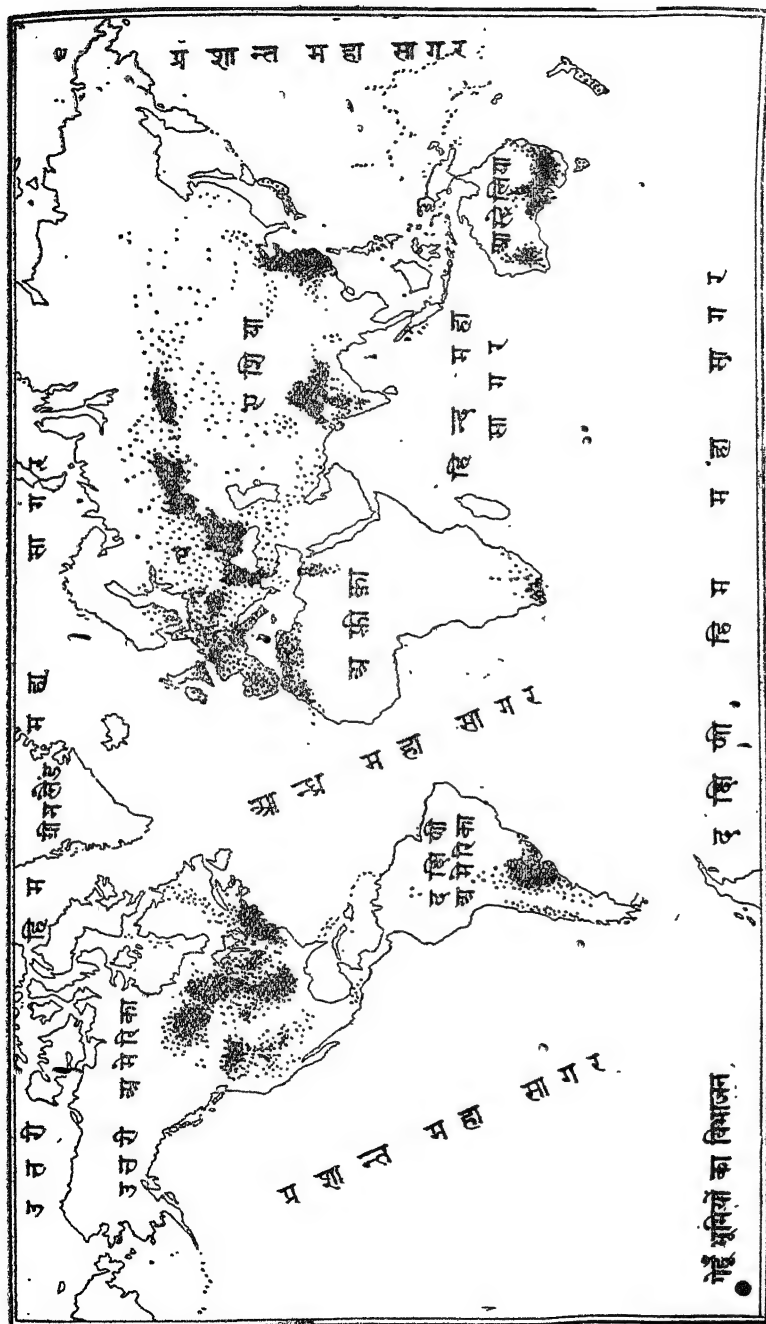 उत्तरी हिम महा सागर
ग्रीनलैंड
उत्तरी अमेरिका
प्रशान्त महा सागर
एशिया
अफ्रीका
आन्ध्र महा सागर
दक्षिणी
अमेरिका
हिन्द महा
सागर
आस्ट्रेलिया
प्रशान्त महा सागर
दक्षिणी हिम महा सागर
गेहूँ भूमियों का विभाजन